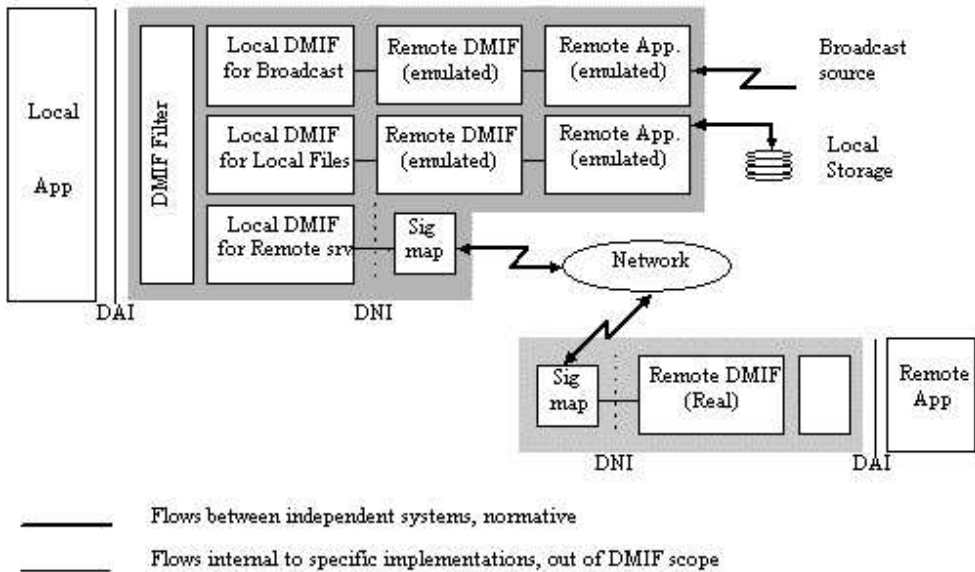 Local
App
DMIF Filter
Local DMIF
for Broadcast
Remote DMIF
(emulated)
Remote App.
(emulated)
Broadcast
source
Local DMIF
for Local Files
Remote DMIF
(emulated)
Remote App.
(emulated)
Local
Storage
Local DMIF
for Remote srv
Sig
map
Network
DAI
DNI
Sig
map
Remote DMIF
(Real)
Remote
App
DNI
DAI
Flows between independent systems, normative
Flows internal to specific implementations, out of DMIF scope